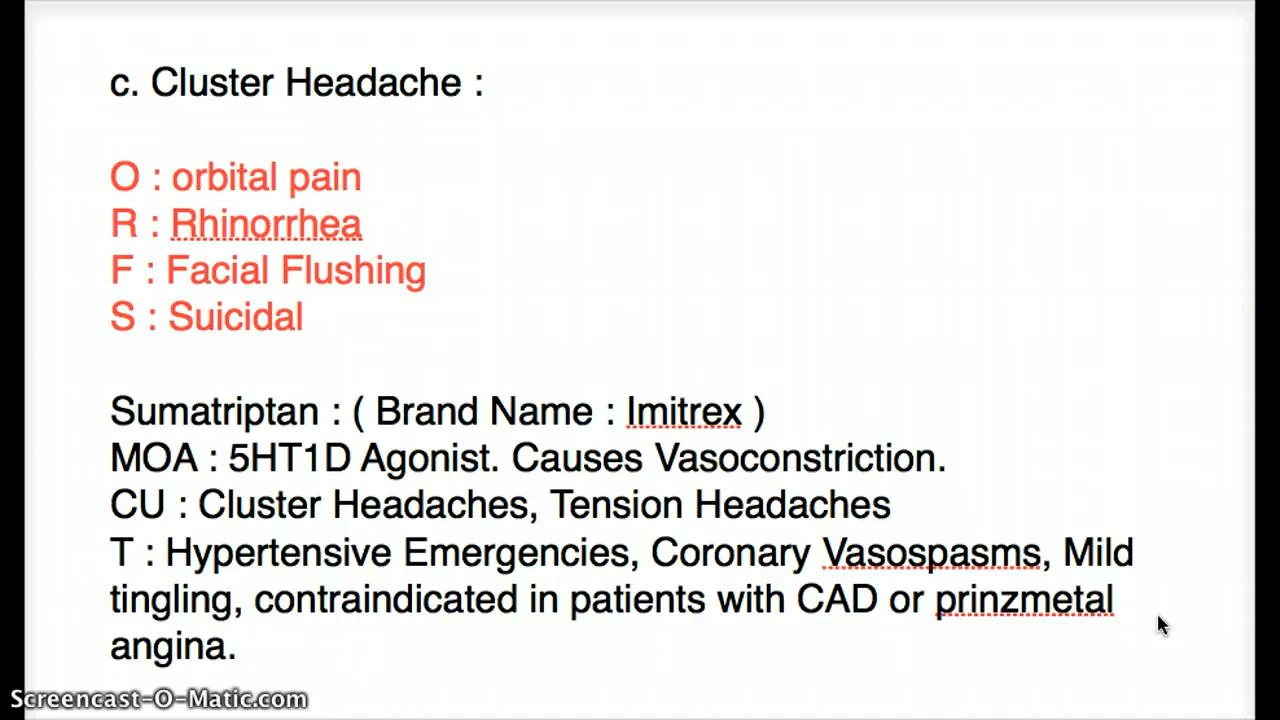 c. Cluster Headache :
O : orbital pain
R : Rhinorrhea
F : Facial Flushing
S : Suicidal
Sumatriptan : ( Brand Name : Imitrex )
MOA : 5HT1D Agonist. Causes Vasoconstriction.
CU : Cluster Headaches, Tension Headaches
T : Hypertensive Emergencies, Coronary Vasospasms, Mild
tingling, contraindicated in patients with CAD or prinzmetal
angina.
Screencast-O-Matic.com